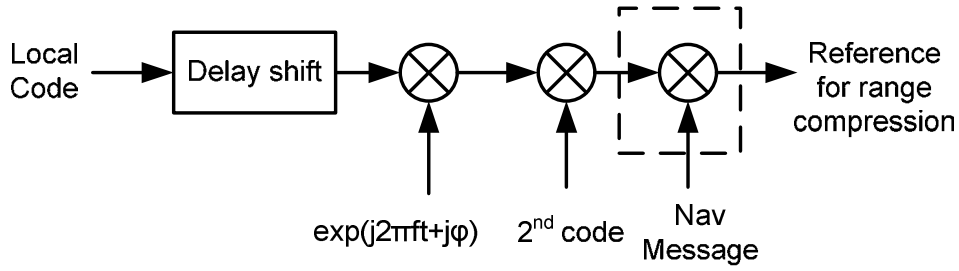 Local
Code
Delay shift
Reference
for range
compression
exp(j2πft+jφ)
2nd code
Nav
Message